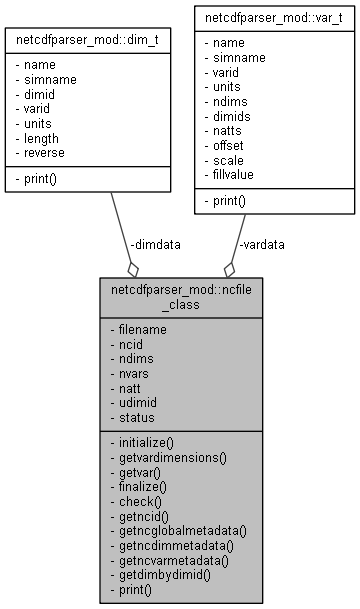 netcdfparser_mod::dim_t
- name
- simname
- dimid
- varid
- units
- length
- reverse
- print()
netcdfparser_mod::var_t
- name
- simname
- varid
- units
- ndims
- dimids
- natts
- offset
- scale
- fillvalue
- print()
-dimdata
-vardata
netcdfparser_mod::ncfile
_class
- filename
- ncid
- ndims
- nvars
- natt
- udimid
- status
- initialize()
- getvardimensions()
- getvar()
- finalize()
- check()
- getncid()
- getncglobalmetadata()
- getncdimmetadata()
- getncvarmetadata()
- getdimbydimid()
- print()